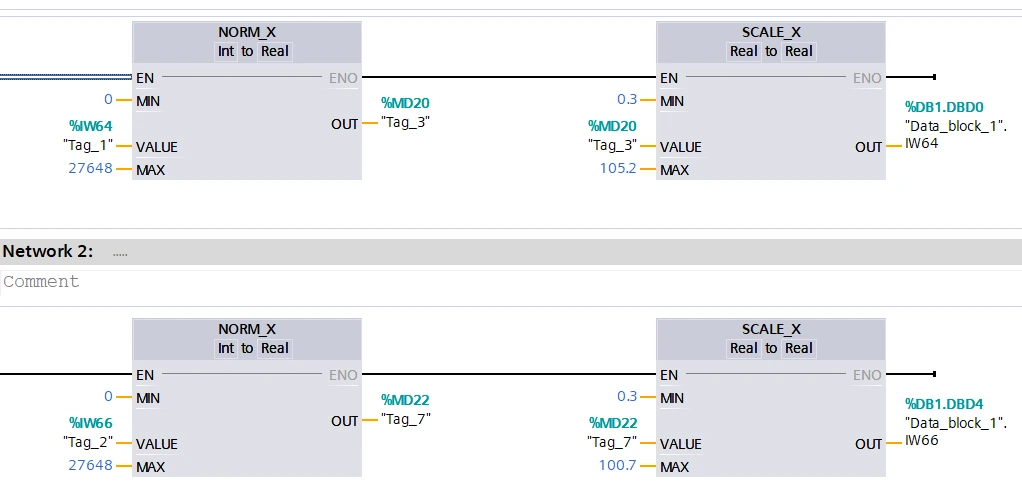 NORM_X SCALE_X
Int to Real Real to Real
EN ENO EN ENO
0 MIN 0.3 MIN
%MD20 %DB1.DBD0
"Tag_3" "Data_block_1".
OUT
%IW64 %MD20
"Tag_1" VALUE "Tag_3" VALUE OUT IW64
27648 MAX 105.2 MAX
Network 2: .....
Comment
NORM_X SCALE_X
Int to Real Real to Real
EN ENO EN ENO
0 MIN 0.3 MIN
%MD22 %DB1.DBD4
"Tag_7" "Data_block_1".
OUT
%IW66 %MD22
"Tag_2" VALUE "Tag_7" VALUE OUT IW66
27648 MAX 100.7 MAX